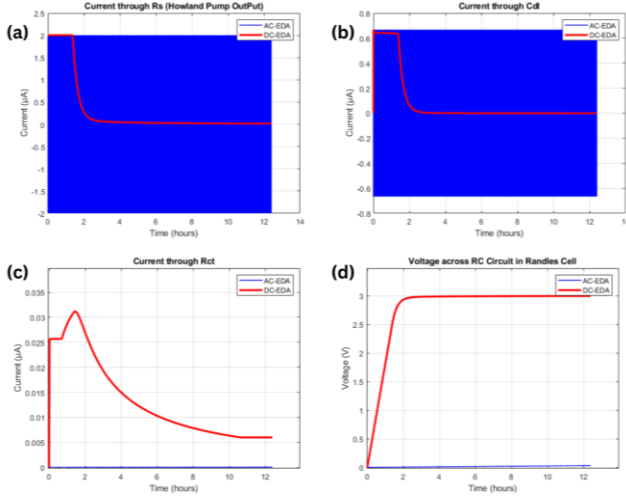 (a)
Current through Rs (Howland Pump OutPut)
AC-EDA
DC-EDA
Current (µA)
2.5
2
1.5
1
0.5
0
-0.5
-1
-1.5
-2
0 2 4 6 8 10 12 14
Time (hours)
(b)
Current through Cdl
AC-EDA
DC-EDA
Current (µA)
0.8
0.6
0.4
0.2
0
-0.2
-0.4
-0.6
-0.8
0 2 4 6 8 10 12 14
Time (hours)
(c)
Current through Rct
AC-EDA
DC-EDA
Current (µA)
0.035
0.03
0.025
0.02
0.015
0.01
0.005
0
0 2 4 6 8 10 12
Time (hours)
(d)
Voltage across RC Circuit in Randles Cell
AC-EDA
DC-EDA
Voltage (V)
3.5
3
2.5
2
1.5
1
0.5
0
0 2 4 6 8 10 12
Time (hours)